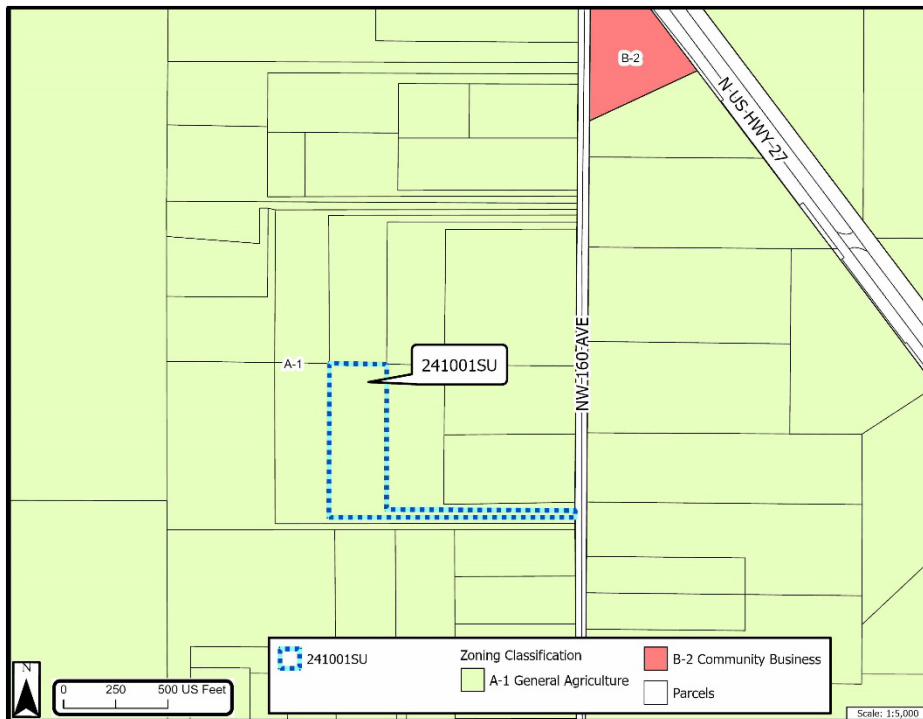 B-2
N US HWY 27
241001SU
A-1
NW 160 AVE
N
0 250 500 US Feet
241001SU
Zoning Classification
A-1 General Agriculture
B-2 Community Business
Parcels
Scale: 1:5,000